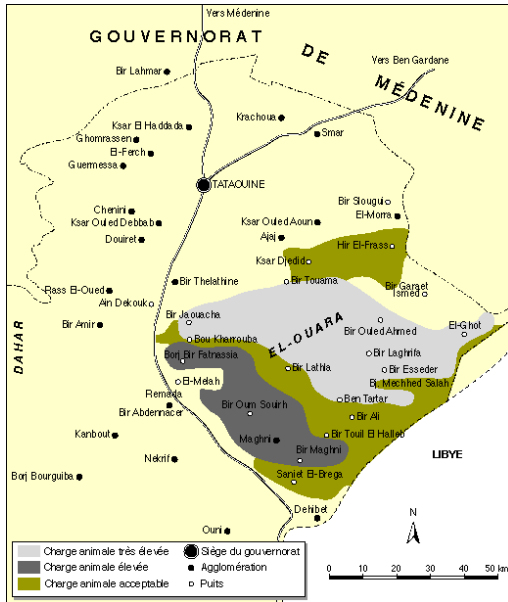 Vers Médenine
GOUVERNORAT
DE
MÉDENINE
Vers Ben Gardane
Bir Lahmar
Krachoua
Ksar El Haddada
Smar
Ghomrassen
El-Ferch
Guermessa
TATAOUINE
Bir Slougui
El-Morra
Chenini
Ksar Ouled Debbab
Ksar Ouled Aoun
Douiret
Ajaj
Hir El-Frass
Ksar Djedid
Bir Thelathine
Bir Touama
Bir Garaet
Ismed
Rass El-Oued
Ain Dekouk
DAHAR
Bir Amir
Bir Jaouacha
EL-OUARA
Bir Ouled Ahmed
El-Ghot
Bou Kharrouba
Borj Bir Fatnassia
Bir Laghrifa
Bir Lathla
Bir Esseder
El-Melah
Bj. Mechhed Salah
Remada
Ben Tartar
Bir Abdennacer
Bir Oum Souirh
Bir Ali
Kanbout
Maghni
Bir Touil El Halleb
Nekrif
Bir Maghni
LIBYE
Borj Bourguiba
Saniet El-Brega
Dehibet
Ouni
N
Charge animale très élevée
Charge animale élevée
Charge animale acceptable
Siège du gouvernorat
Agglomération
Puits
0 10 20 30 40 50 km